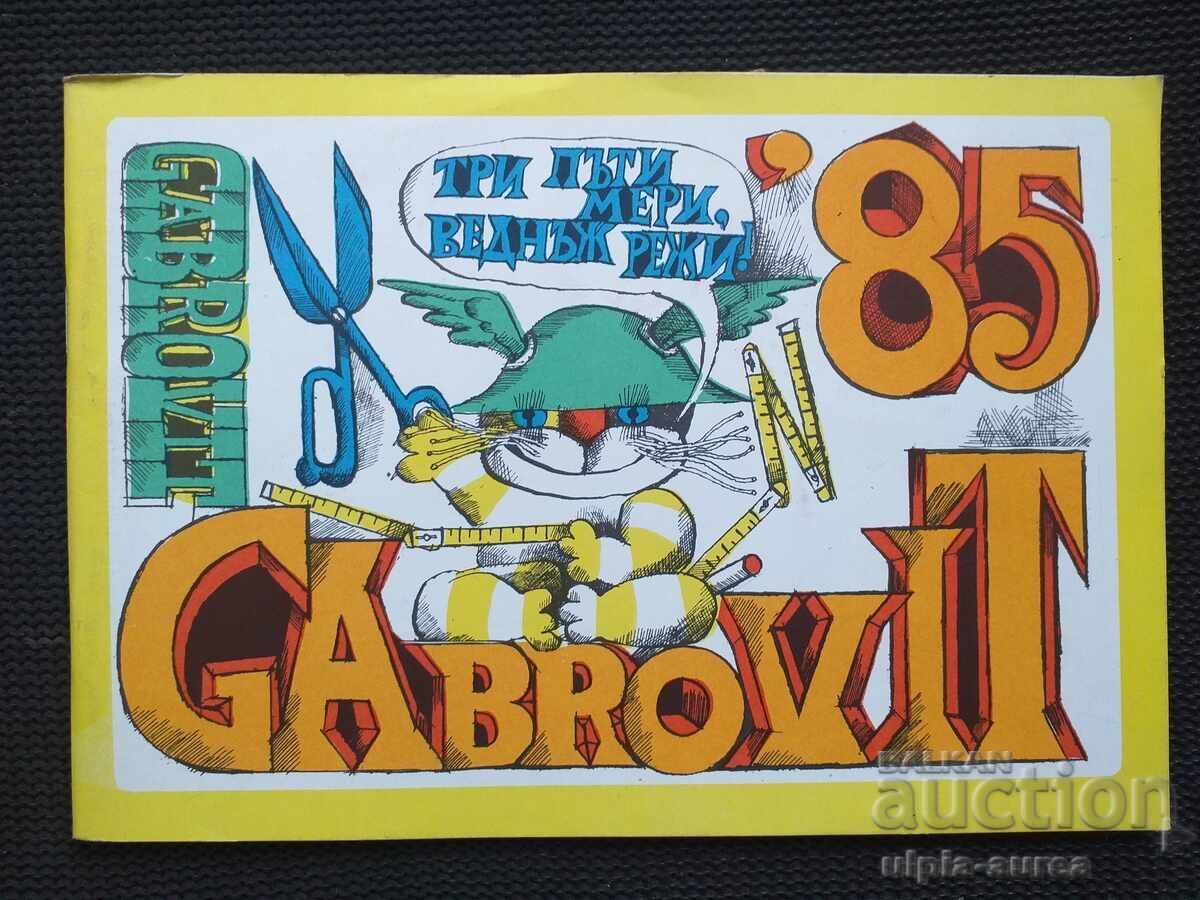 GABROVIT
ТРИ ПЪТИ
МЕРИ,
ВЕДНЪЖ РЕЖИ!
'85
GABROVIT
BALKAN
auction
ulpia-aurea